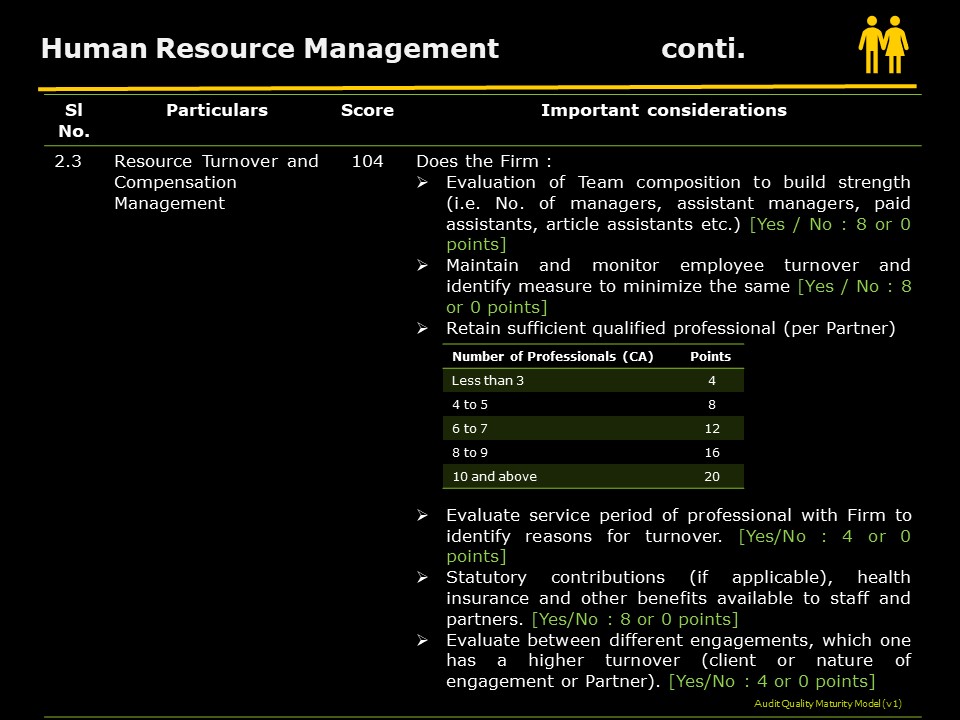 Human Resource Management conti.
Sl No. Particulars Score Important considerations
2.3 Resource Turnover and Compensation Management 104 Does the Firm :
➢ Evaluation of Team composition to build strength
(i.e. No. of managers, assistant managers, paid
assistants, article assistants etc.) [Yes / No : 8 or 0
points]
➢ Maintain and monitor employee turnover and
identify measure to minimize the same [Yes / No : 8
or 0 points]
➢ Retain sufficient qualified professional (per Partner)
Number of Professionals (CA) Points
Less than 3 4
4 to 5 8
6 to 7 12
8 to 9 16
10 and above 20
➢ Evaluate service period of professional with Firm to
identify reasons for turnover. [Yes/No : 4 or 0
points]
➢ Statutory contributions (if applicable), health
insurance and other benefits available to staff and
partners. [Yes/No : 8 or 0 points]
➢ Evaluate between different engagements, which one
has a higher turnover (client or nature of
engagement or Partner). [Yes/No : 4 or 0 points]
Audit Quality Maturity Model (v1)